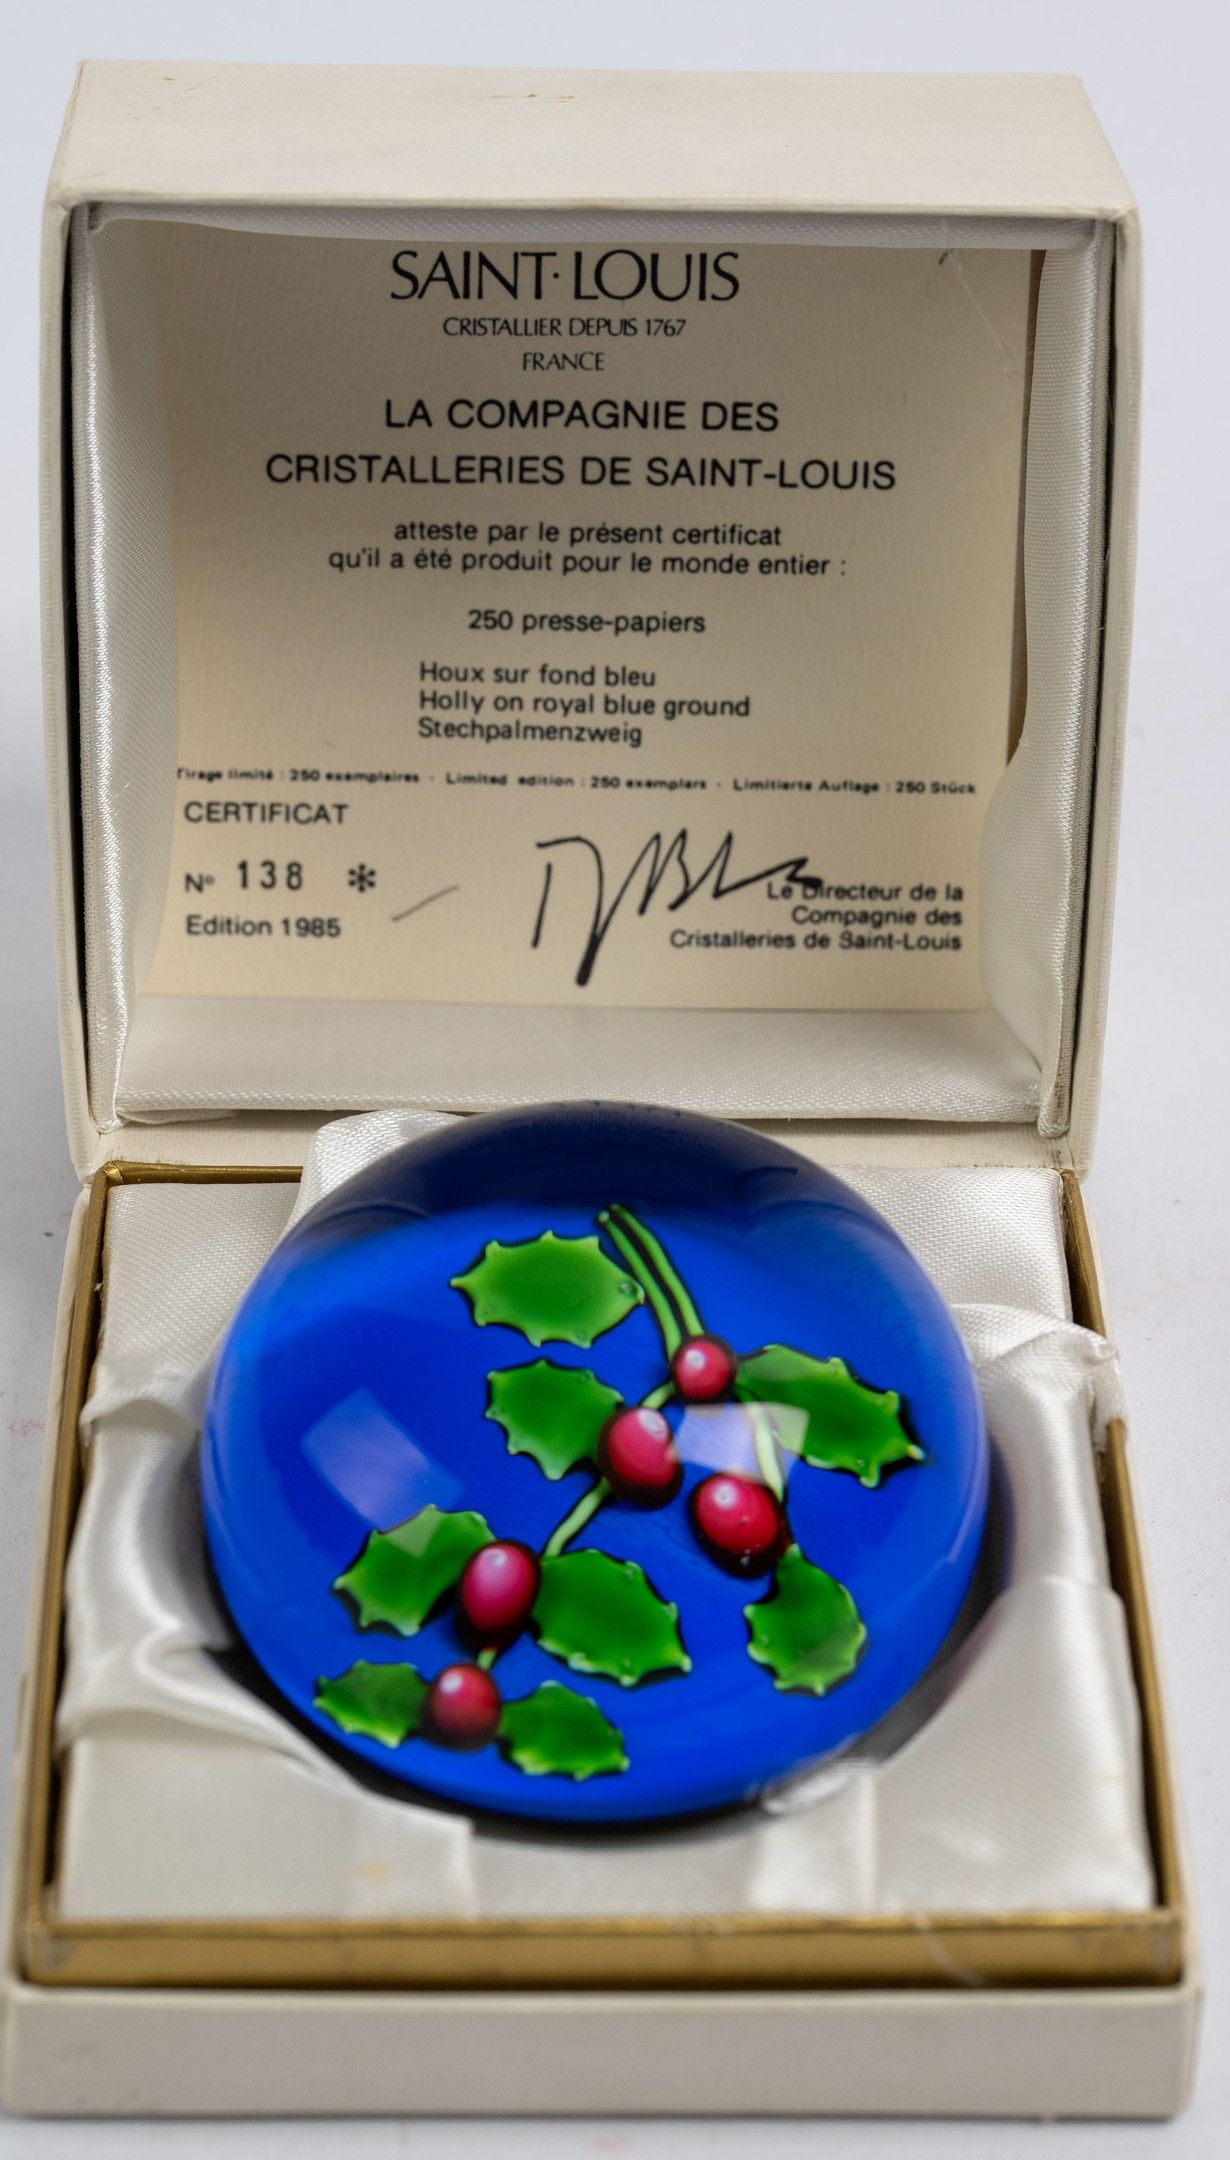 SAINT·LOUIS
CRISTALLIER DEPUIS 1767
FRANCE
LA COMPAGNIE DES
CRISTALLERIES DE SAINT-LOUIS
atteste par le présent certificat
qu'il a été produit pour le monde entier :
250 presse-papiers
Houx sur fond bleu
Holly on royal blue ground
Stechpalmenzweig
Tirage limité : 250 exemplaires - Limited edition : 250 exemplars - Limitierte Auflage : 250 Stück
CERTIFICAT
N° 138 *
Edition 1985
Le Directeur de la
Compagnie des
Cristalleries de Saint-Louis